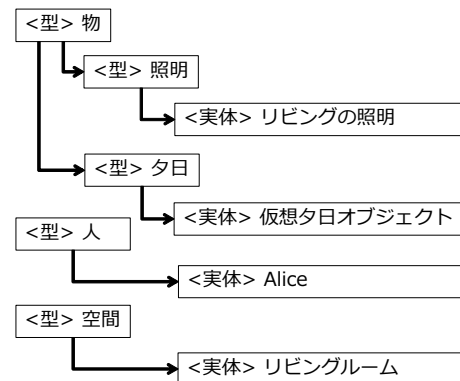 <型> 物
<型> 照明
<実体> リビングの照明
<型> 夕日
<実体> 仮想夕日オブジェクト
<型> 人
<実体> Alice
<型> 空間
<実体> リビングルーム